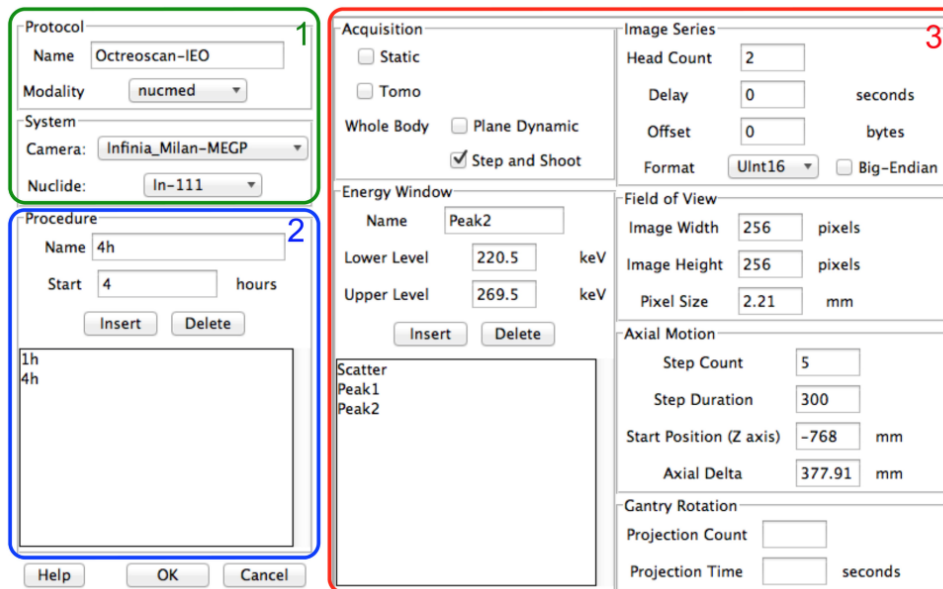 1
Protocol
Name Octreoscan-IEO
Modality nucmed
System
Camera: Infinia_Milan-MEGP
Nuclide: In-111
2
Procedure
Name 4h
Start 4 hours
Insert Delete
1h
4h
Help OK Cancel
3
Acquisition
Static
Tomo
Whole Body Plane Dynamic
Step and Shoot
Energy Window
Name Peak2
Lower Level 220.5 keV
Upper Level 269.5 keV
Insert Delete
Scatter
Peak1
Peak2
Image Series
Head Count 2
Delay 0 seconds
Offset 0 bytes
Format UInt16 Big-Endian
Field of View
Image Width 256 pixels
Image Height 256 pixels
Pixel Size 2.21 mm
Axial Motion
Step Count 5
Step Duration 300
Start Position (Z axis) -768 mm
Axial Delta 377.91 mm
Gantry Rotation
Projection Count
Projection Time seconds